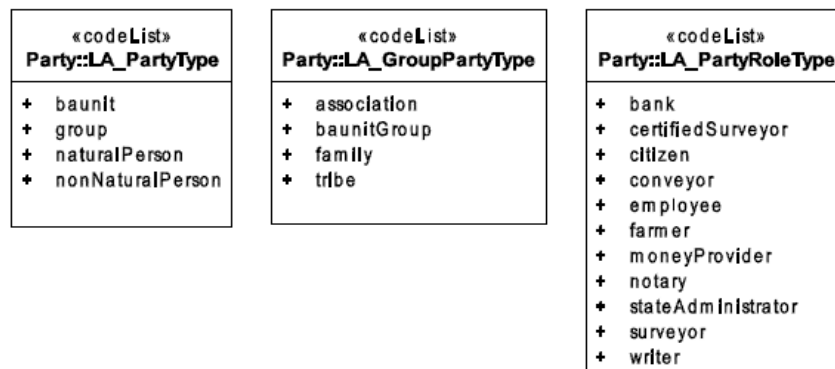 «codeList»
Party::LA_PartyType
+ baunit
+ group
+ naturalPerson
+ nonNaturalPerson
«codeList»
Party::LA_GroupPartyType
+ association
+ baunitGroup
+ family
+ tribe
«codeList»
Party::LA_PartyRoleType
+ bank
+ certifiedSurveyor
+ citizen
+ conveyor
+ employee
+ farmer
+ moneyProvider
+ notary
+ stateAdministrator
+ surveyor
+ writer